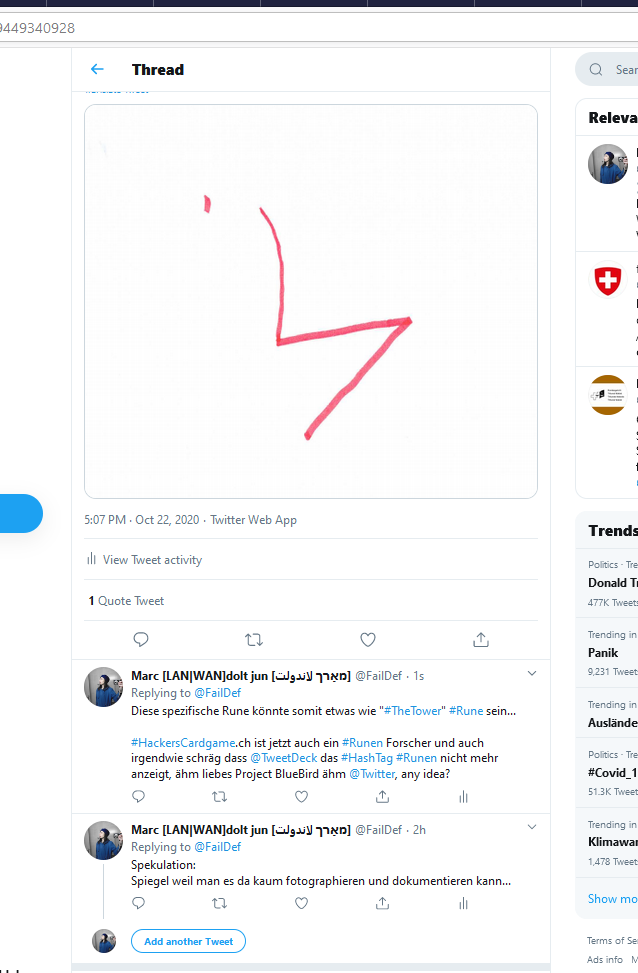 9449340928
Thread
Sear
5:07 PM · Oct 22, 2020 · Twitter Web App
View Tweet activity
1 Quote Tweet
Marc [LAN|WAN]dolt jun [מאַרך لاندولت] @FailDef · 1s
Replying to @FailDef
Diese spezifische Rune könnte somit etwas wie "#TheTower" #Rune sein...
#HackersCardgame.ch ist jetzt auch ein #Runen Forscher und auch
irgendwie schräg dass @TweetDeck das #HashTag #Runen nicht mehr
anzeigt, ähm liebes Project BlueBird ähm @Twitter, any idea?
Marc [LAN|WAN]dolt jun [מאַרך لاندولت] @FailDef · 2h
Replying to @FailDef
Spekulation:
Spiegel weil man es da kaum fotographieren und dokumentieren kann...
Add another Tweet
Releva
Trends
Politics · Tre
Donald Tr
477K Tweets
Trending in
Panik
9,231 Tweets
Trending in
Auslände
Politics · Tre
#Covid_1
51.3K Tweet
Trending in
Klimawar
1,478 Tweets
Show mo
Terms of Se
Ads info M